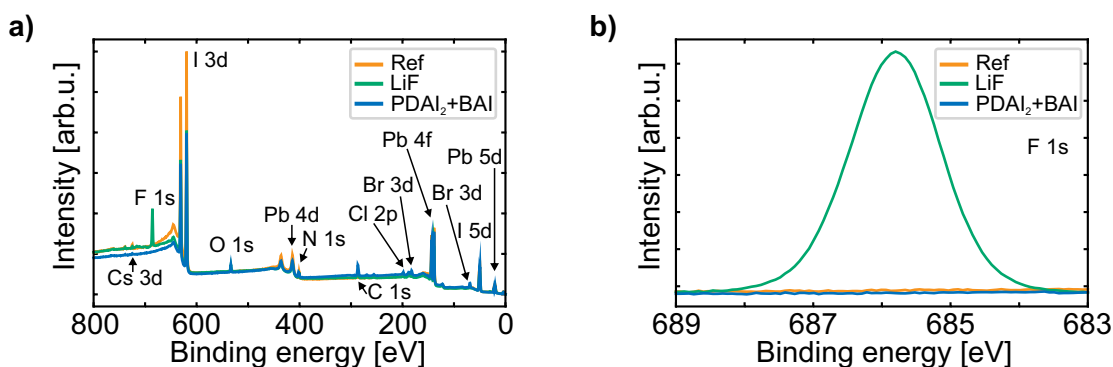 a)
Intensity [arb.u.]
I 3d
Ref
LiF
PDAI₂+BAI
F 1s
Cs 3d
O 1s
Pb 4d
N 1s
C 1s
Cl 2p
Br 3d
Pb 4f
Br 3d
I 5d
Pb 5d
800 600 400 200 0
Binding energy [eV]
b)
Intensity [arb.u.]
Ref
LiF
PDAI₂+BAI
F 1s
689 687 685 683
Binding energy [eV]